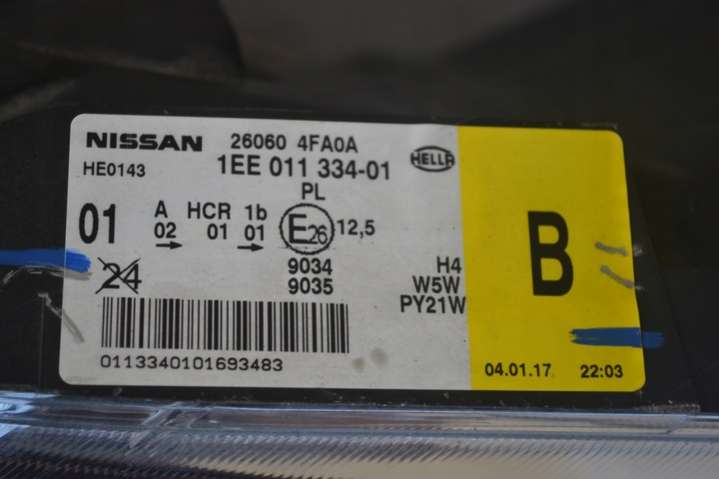 NISSAN 26060 4FA0A
HE0143 1EE 011 334-01 HELLA
PL
01 A HCR 1b E26 12,5
02 01 01
24 9034 H4
9035 W5W
PY21W
0113340101693483
B
04.01.17 22:03